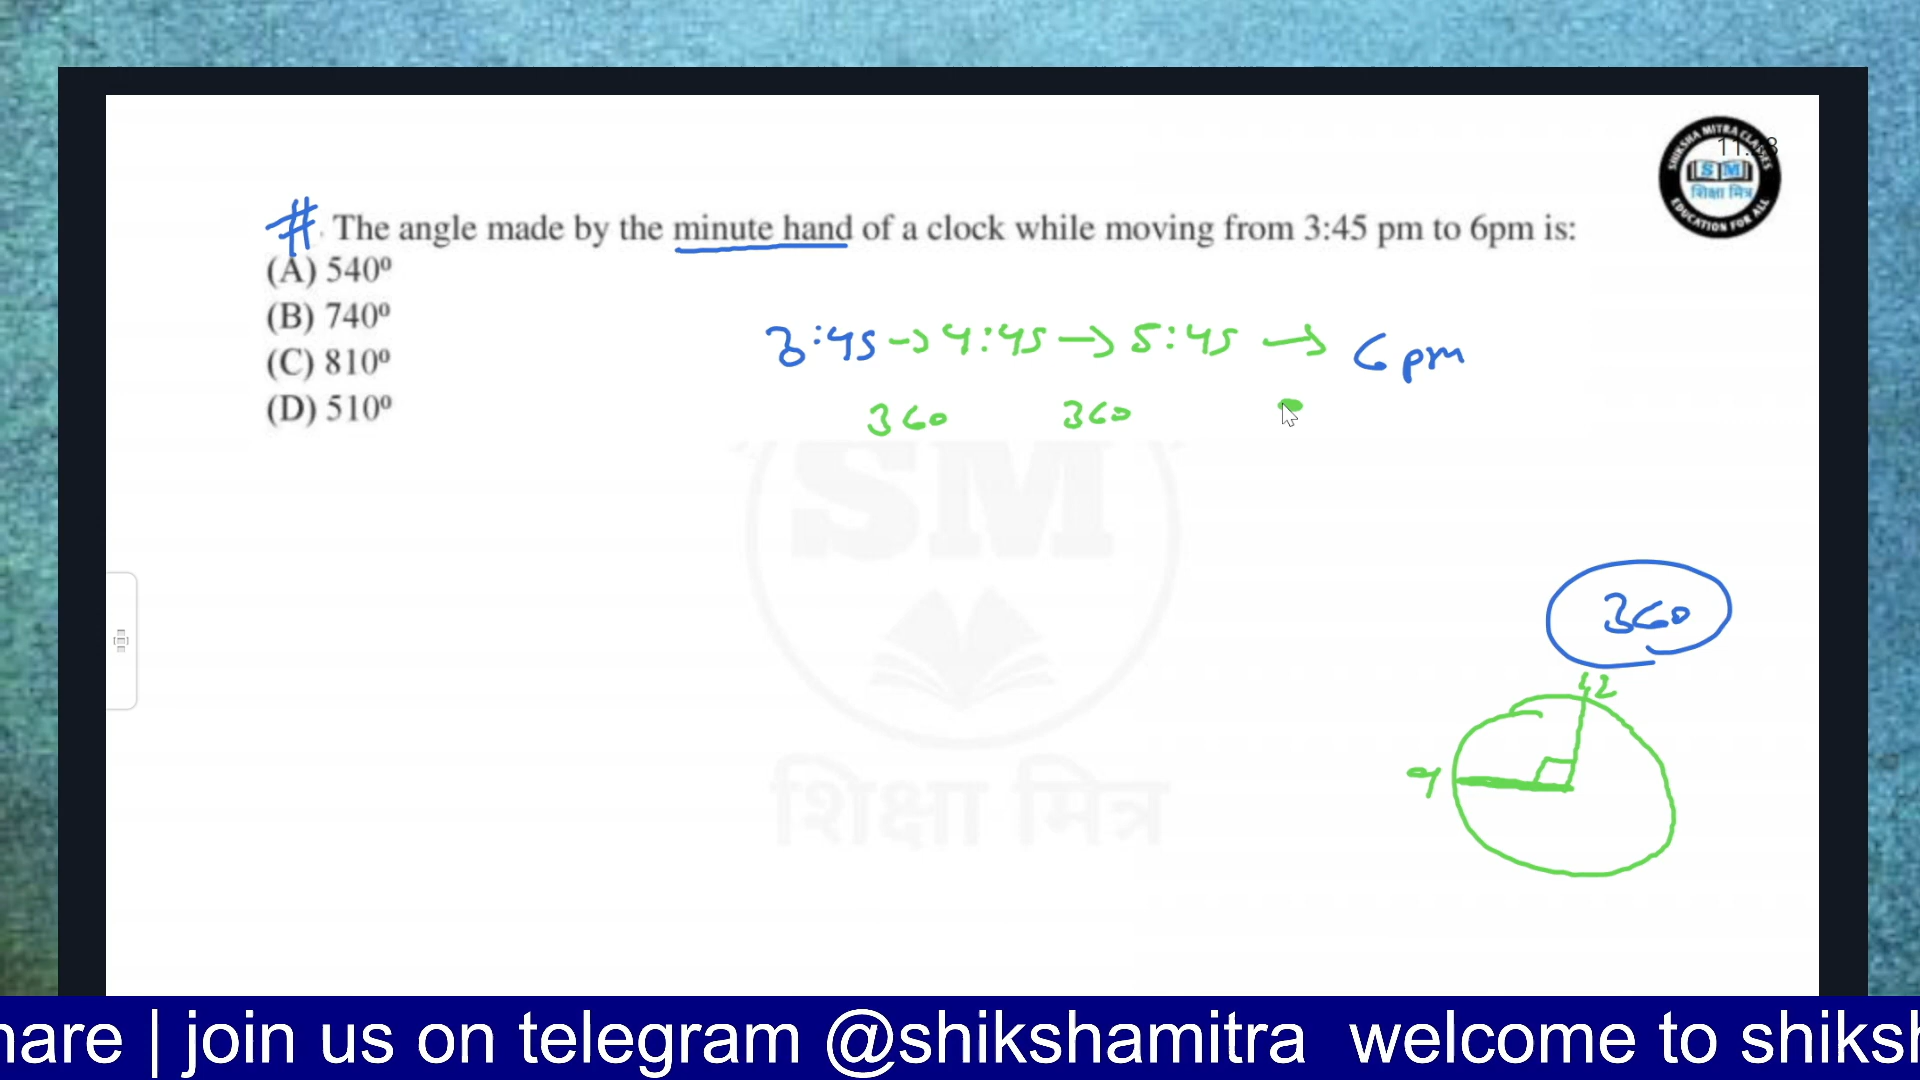 SHIKSHA MITRA CLASSES
SM
शिक्षा मित्र
EDUCATION FOR ALL
# The angle made by the minute hand of a clock while moving from 3:45 pm to 6pm is:
(A) 540º
(B) 740º
(C) 810º
(D) 510º
3:45 → 4:45 → 5:45 → 6 pm
360 360
SM
शिक्षा मित्र
360
12
9
hare | join us on telegram @shikshamitra welcome to shiksh